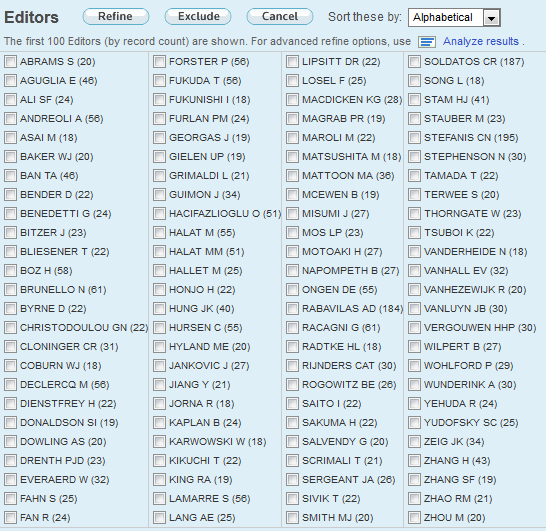 Editors Refine Exclude Cancel Sort these by: Alphabetical
The first 100 Editors (by record count) are shown. For advanced refine options, use Analyze results .
ABRAMS S (20)
AGUGLIA E (46)
ALI SF (24)
ANDREOLI A (56)
ASAI M (18)
BAKER WJ (20)
BAN TA (46)
BENDER D (22)
BENEDETTI G (24)
BITZER J (23)
BLIESENER T (22)
BOZ H (58)
BRUNELLO N (61)
BYRNE D (22)
CHRISTODOULOU GN (22)
CLONINGER CR (31)
COBURN WJ (18)
DECLERCQ M (56)
DIENSTFREY H (22)
DONALDSON SI (19)
DOWLING AS (20)
DRENTH PJD (23)
EVERAERD W (32)
FAHN S (25)
FAN R (24)
FORSTER P (56)
FUKUDA T (56)
FUKUNISHI I (18)
FURLAN PM (24)
GEORGAS J (19)
GIELEN UP (19)
GRIMALDI L (21)
GUIMON J (34)
HACIFAZLIOGLU O (51)
HALAT M (55)
HALAT MM (51)
HALLET M (25)
HONJO H (22)
HUNG JK (40)
HURSEN C (55)
HYLAND ME (20)
JANKOVIC J (27)
JIANG Y (21)
JORNA R (18)
KAPLAN B (24)
KARWOWSKI W (18)
KIKUCHI T (22)
KING RA (19)
LAMARRE S (56)
LANG AE (25)
LIPSITT DR (22)
LOSEL F (25)
MACDICKEN KG (28)
MAGRAB PR (19)
MAROLI M (22)
MATSUSHITA M (18)
MATTOON MA (36)
MCEWEN B (19)
MISUMI J (27)
MOS LP (23)
MOTOAKI H (27)
NAPOMPETH B (27)
ONGEN DE (55)
RABAVILAS AD (184)
RACAGNI G (61)
RADTKE HL (18)
RIJNDERS CAT (30)
ROGOWITZ BE (26)
SAITO I (22)
SAKUMA H (22)
SALVENDY G (20)
SCRIMALI T (21)
SERGEANT JA (26)
SIVIK T (22)
SMITH MJ (20)
SOLDATOS CR (187)
SONG L (18)
STAM HJ (41)
STAUBER M (23)
STEFANIS CN (195)
STEPHENSON N (30)
TAMADA T (22)
TERWEE S (20)
THORNGATE W (23)
TSUBOI K (22)
VANDERHEIDE N (18)
VANHALL EV (32)
VANHEZEWIJK R (20)
VANLUYN JB (30)
VERGOUWEN HHP (30)
WILPERT B (27)
WOHLFORD P (29)
WUNDERINK A (30)
YEHUDA R (24)
YUDOFSKY SC (25)
ZEIG JK (34)
ZHANG H (43)
ZHANG SF (19)
ZHAO RM (21)
ZHOU M (20)